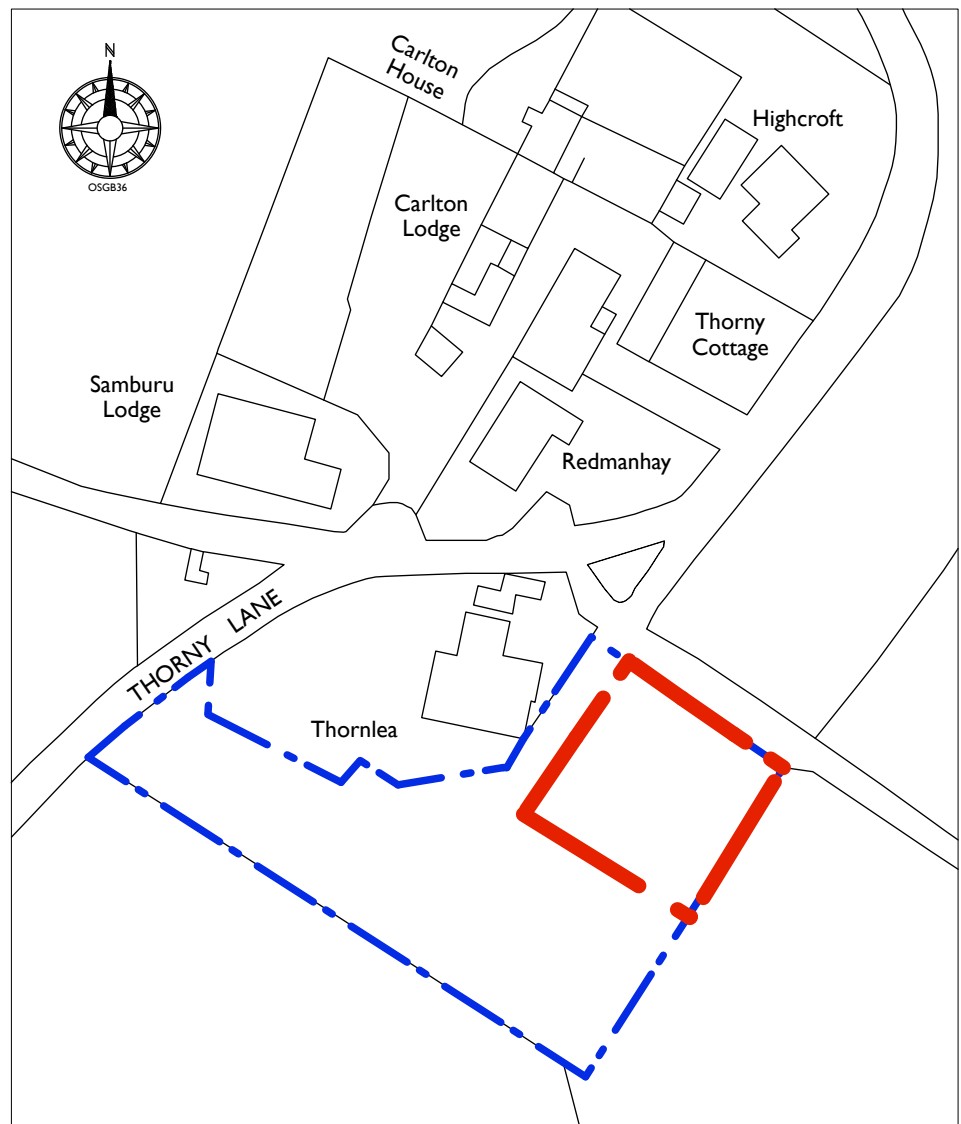 N
OSGB36
Carlton
House
Highcroft
Carlton
Lodge
Thorny
Cottage
Samburu
Lodge
Redmanhay
THORNY LANE
Thornlea